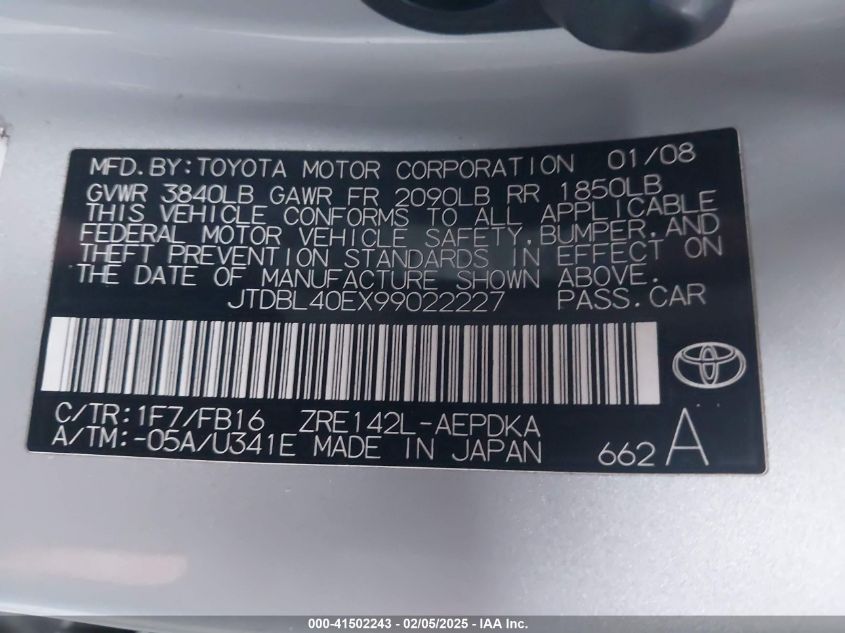 MFD.BY:TOYOTA MOTOR CORPORATION 01/08
GVWR 3840LB GAWR FR 2090LB RR 1850LB
THIS VEHICLE CONFORMS TO ALL APPLICABLE
FEDERAL MOTOR VEHICLE SAFETY,BUMPER,AND
THEFT PREVENTION STANDARDS IN EFFECT ON
THE DATE OF MANUFACTURE SHOWN ABOVE.
JTDBL40EX99022227 PASS.CAR
C/TR:1F7/FB16 ZRE142L-AEPDKA
A/TM:-05A/U341E MADE IN JAPAN 662A
000-41502243 - 02/05/2025 - IAA Inc.